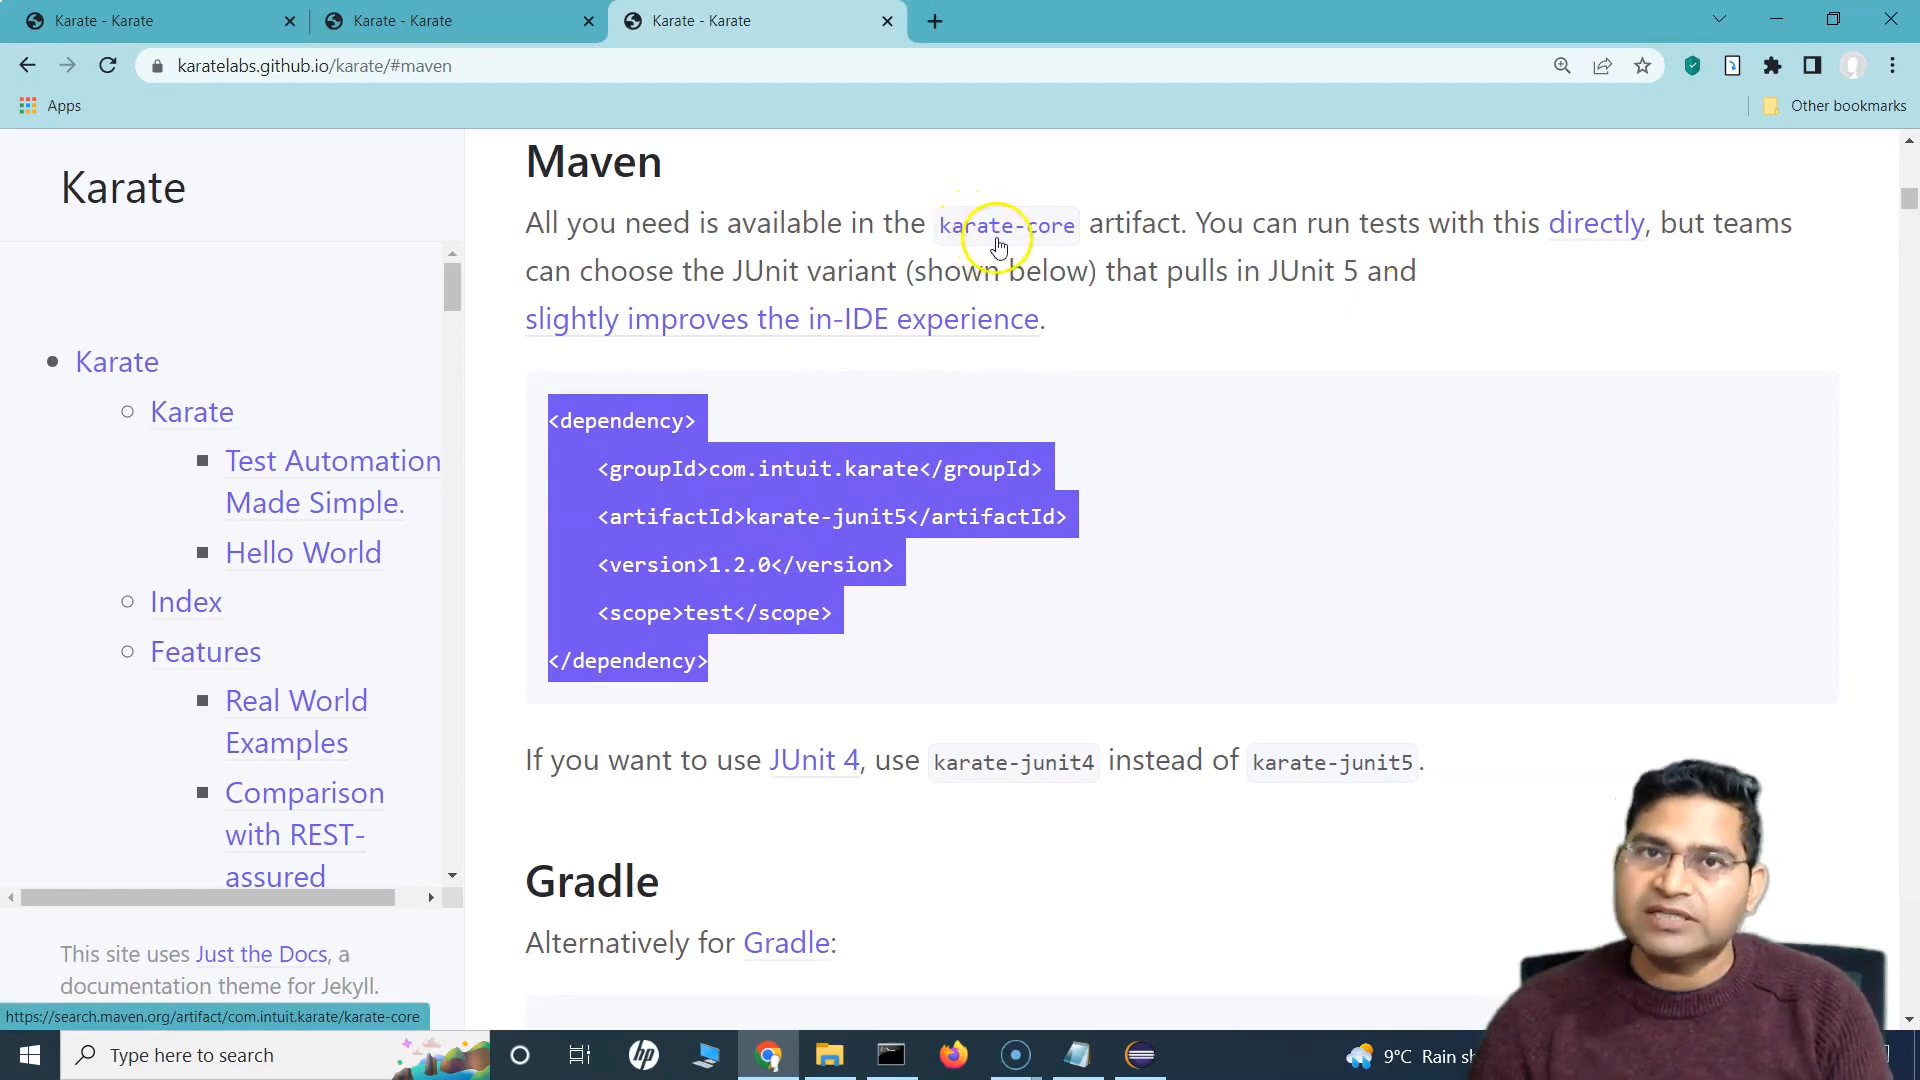 Karate - Karate
Karate - Karate
Karate - Karate
karatelabs.github.io/karate/#maven
Apps
Other bookmarks
Karate
Karate
Karate
Test Automation
Made Simple.
Hello World
Index
Features
Real World
Examples
Comparison
with REST-
assured
This site uses Just the Docs, a
documentation theme for Jekyll.
https://search.maven.org/artifact/com.intuit.karate/karate-core
Maven
All you need is available in the karate-core artifact. You can run tests with this directly, but teams
can choose the JUnit variant (shown below) that pulls in JUnit 5 and
slightly improves the in-IDE experience.
<dependency>
<groupId>com.intuit.karate</groupId>
<artifactId>karate-junit5</artifactId>
<version>1.2.0</version>
<scope>test</scope>
</dependency>
If you want to use JUnit 4, use karate-junit4 instead of karate-junit5.
Gradle
Alternatively for Gradle:
Type here to search
hp
9°C Rain